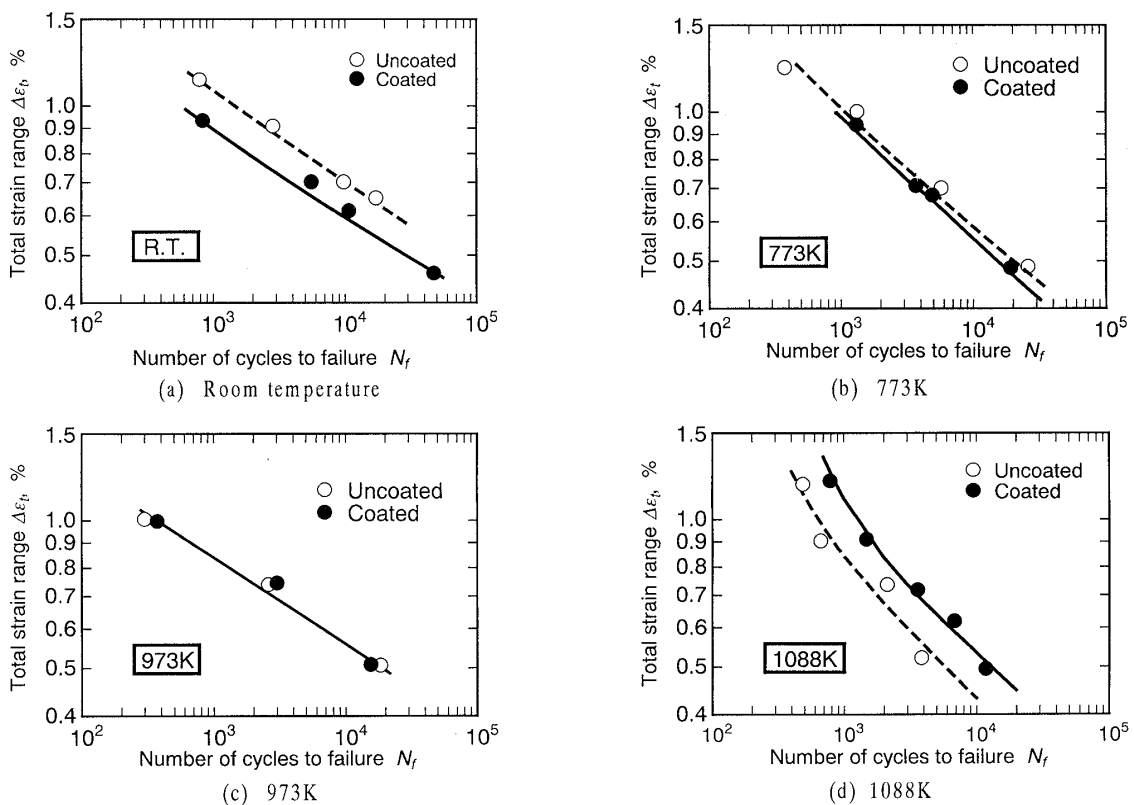 Total strain range Δε_t, %
1.5
1.0
0.9
0.8
0.7
0.6
0.5
0.4
Uncoated
Coated
R.T.
10^2 10^3 10^4 10^5
Number of cycles to failure N_f
(a) Room temperature
Total strain range Δε_t, %
1.5
1.0
0.9
0.8
0.7
0.6
0.5
0.4
Uncoated
Coated
773K
10^2 10^3 10^4 10^5
Number of cycles to failure N_f
(b) 773K
Total strain range Δε_t, %
1.5
1.0
0.9
0.8
0.7
0.6
0.5
0.4
Uncoated
Coated
973K
10^2 10^3 10^4 10^5
Number of cycles to failure N_f
(c) 973K
Total strain range Δε_t, %
1.5
1.0
0.9
0.8
0.7
0.6
0.5
0.4
Uncoated
Coated
1088K
10^2 10^3 10^4 10^5
Number of cycles to failure N_f
(d) 1088K